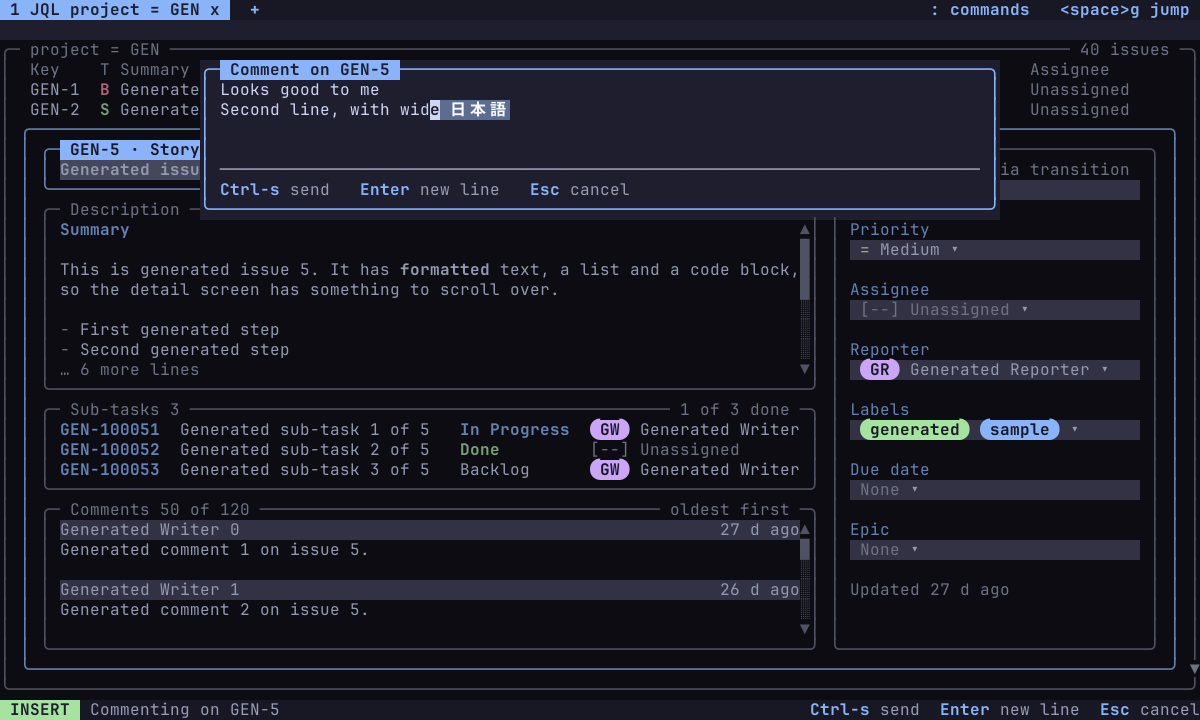 1 JQL project = GEN x + : commands <space>g jump
project = GEN 40 issues
Key T Summary Assignee
GEN-1 B Generate Unassigned
GEN-2 S Generate Unassigned
Comment on GEN-5
Looks good to me
Second line, with wide 日本語
Ctrl-s send Enter new line Esc cancel
GEN-5 · Story
Generated issu
ia transition
Description
Summary
This is generated issue 5. It has formatted text, a list and a code block,
so the detail screen has something to scroll over.
- First generated step
- Second generated step
… 6 more lines
Sub-tasks 3 1 of 3 done
GEN-100051 Generated sub-task 1 of 5 In Progress GW Generated Writer
GEN-100052 Generated sub-task 2 of 5 Done [--] Unassigned
GEN-100053 Generated sub-task 3 of 5 Backlog GW Generated Writer
Comments 50 of 120 oldest first
Generated Writer 0 27 d ago
Generated comment 1 on issue 5.
Generated Writer 1 26 d ago
Generated comment 2 on issue 5.
Priority
= Medium ▾
Assignee
[--] Unassigned ▾
Reporter
GR Generated Reporter ▾
Labels
generated sample ▾
Due date
None ▾
Epic
None ▾
Updated 27 d ago
INSERT Commenting on GEN-5 Ctrl-s send Enter new line Esc cancel